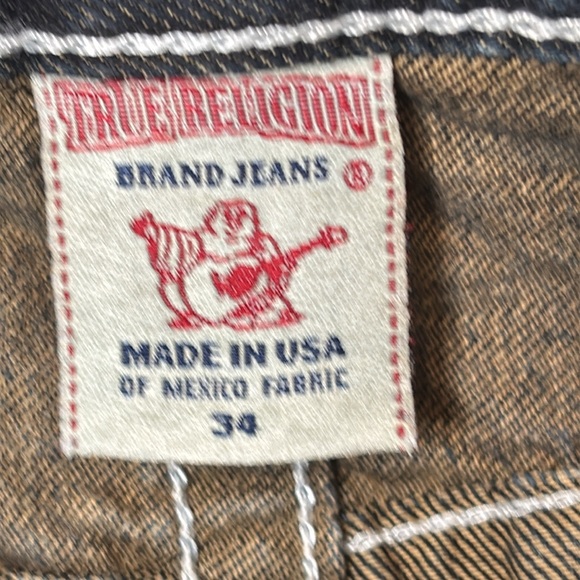 TRUE RELIGION
BRAND JEANS ®
MADE IN USA
OF MEXICO FABRIC
34